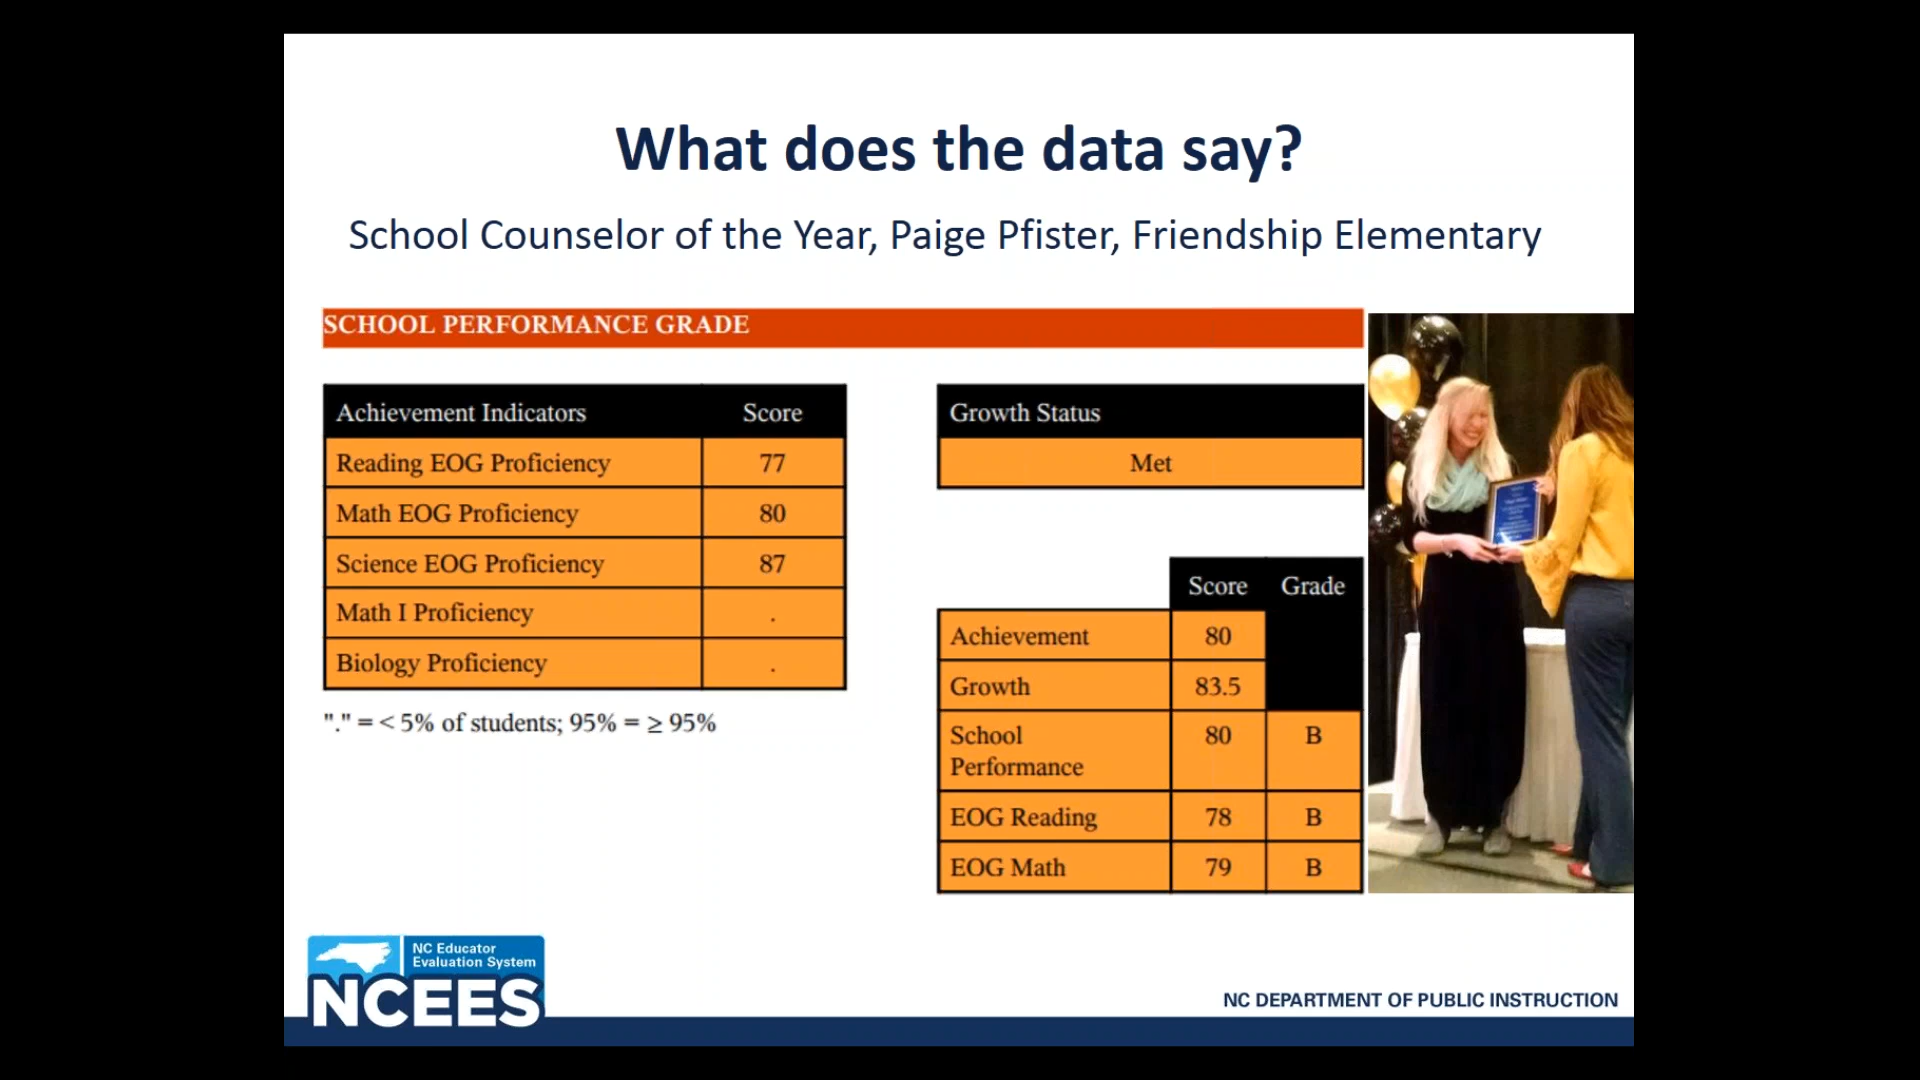 What does the data say?
School Counselor of the Year, Paige Pfister, Friendship Elementary
SCHOOL PERFORMANCE GRADE
Achievement Indicators Score
Reading EOG Proficiency 77
Math EOG Proficiency 80
Science EOG Proficiency 87
Math I Proficiency .
Biology Proficiency .
"." = < 5% of students; 95% = ≥ 95%
Growth Status
Met
Score Grade
Achievement 80
Growth 83.5
School
Performance 80 B
EOG Reading 78 B
EOG Math 79 B
NC Educator
Evaluation System
NCEES
NC DEPARTMENT OF PUBLIC INSTRUCTION